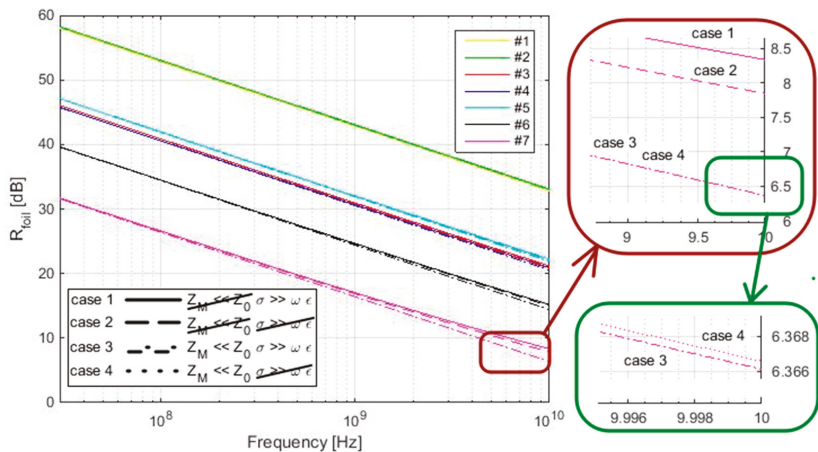 R_foil [dB]
60
50
40
30
20
10
0
10^8
10^9
10^10
Frequency [Hz]
#1
#2
#3
#4
#5
#6
#7
case 1 Z_M << Z_0 σ >> ω ϵ
case 2 Z_M << Z_0 σ >> ω ϵ
case 3 Z_M << Z_0 σ >> ω ϵ
case 4 Z_M << Z_0 σ >> ω ϵ
case 1
case 2
case 3
case 4
8.5
8
7.5
7
6.5
6
9
9.5
10
case 4
case 3
6.368
6.366
9.996
9.998
10